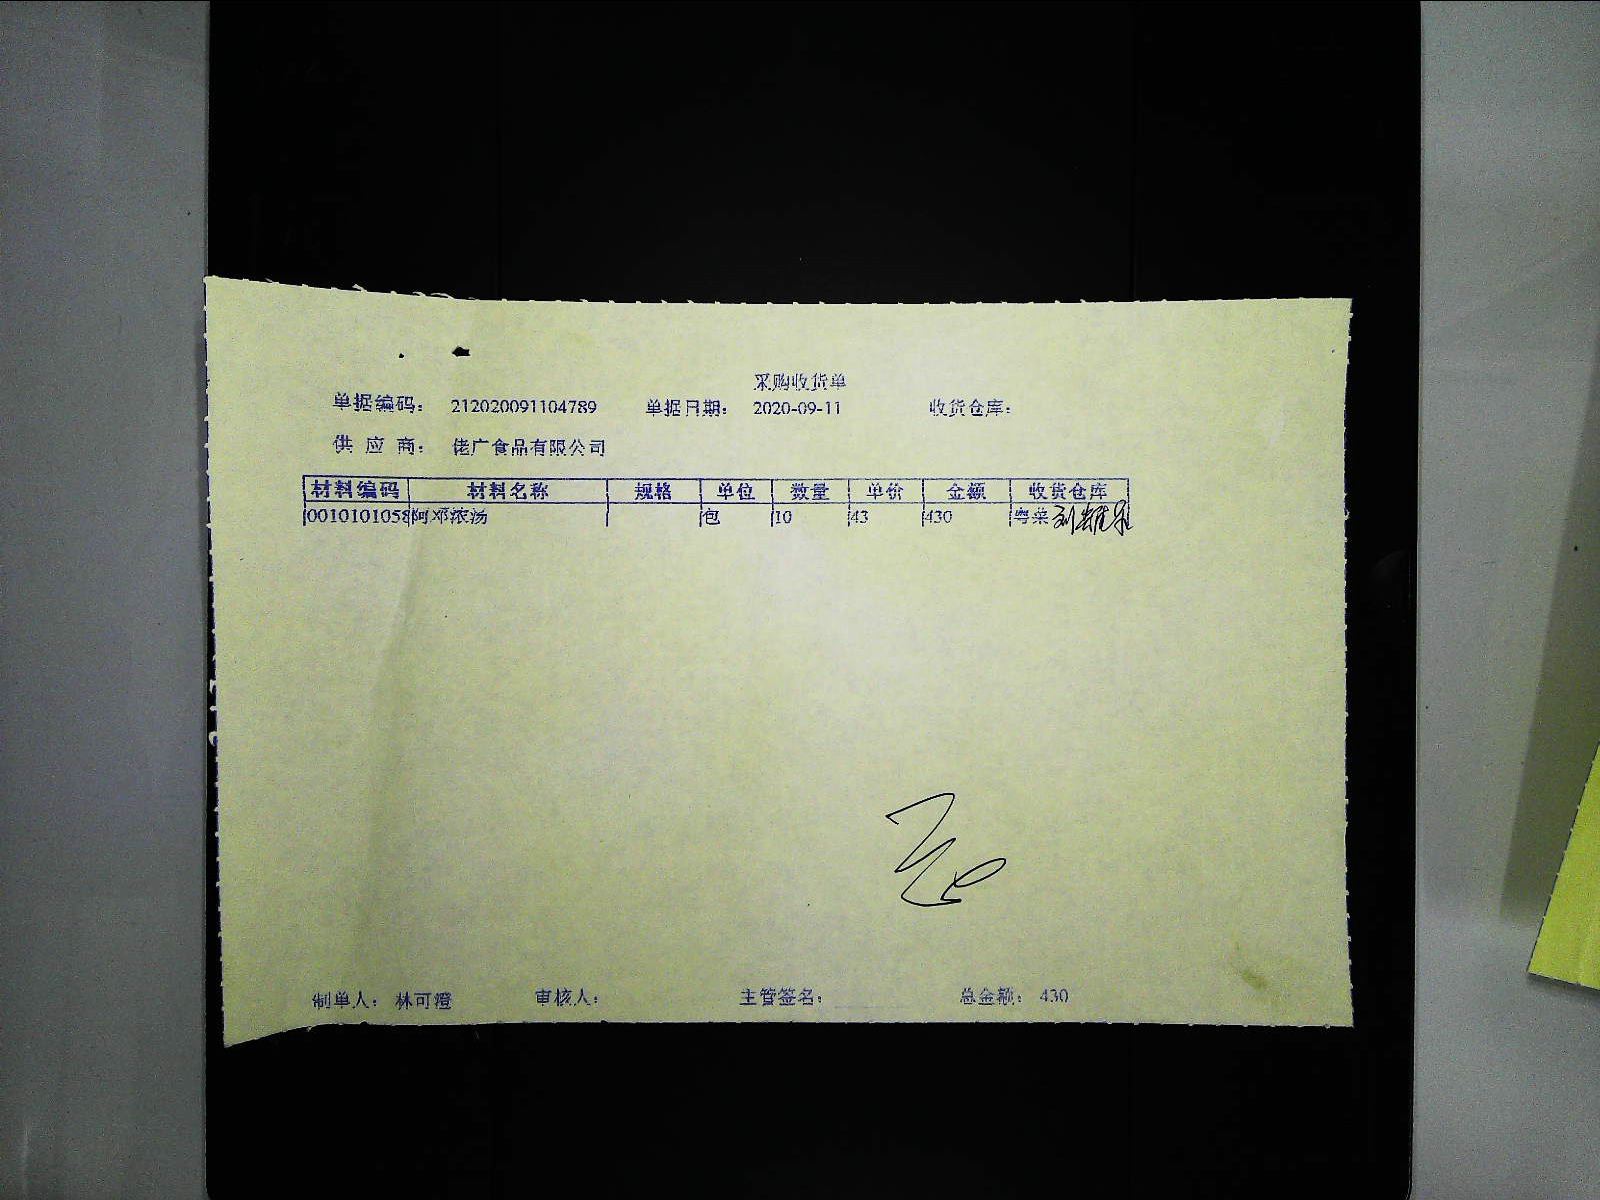 采购收货单
单据编码: 212020091104789 单据日期: 2020-09-11 收货仓库:
供 应 商: 佬广食品有限公司
材料编码 材料名称 规格 单位 数量 单价 金额 收货仓库
0010101058 阿邓浓汤 包 10 43 430 粤菜
制单人: 林可澄 审核人: 主管签名: 总金额: 430